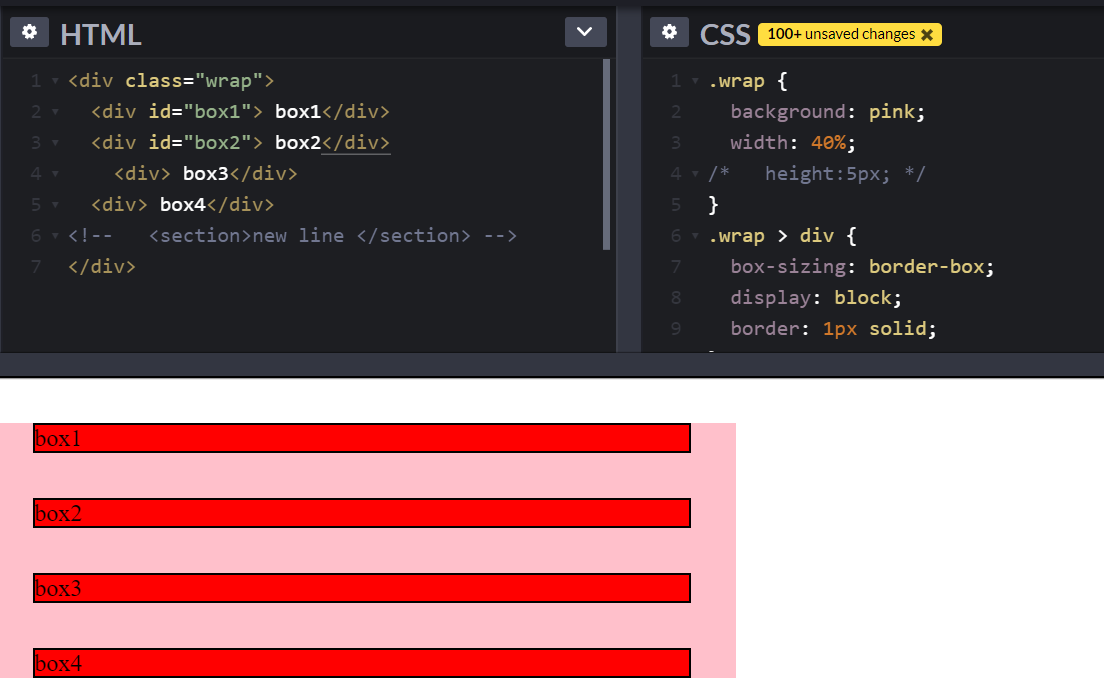 HTML
1 <div class="wrap">
2 <div id="box1"> box1</div>
3 <div id="box2"> box2</div>
4 <div> box3</div>
5 <div> box4</div>
6 <!-- <section>new line </section> -->
7 </div>
CSS 100+ unsaved changes ×
1 .wrap {
2 background: pink;
3 width: 40%;
4 /* height:5px; */
5 }
6 .wrap > div {
7 box-sizing: border-box;
8 display: block;
9 border: 1px solid;
box1
box2
box3
box4